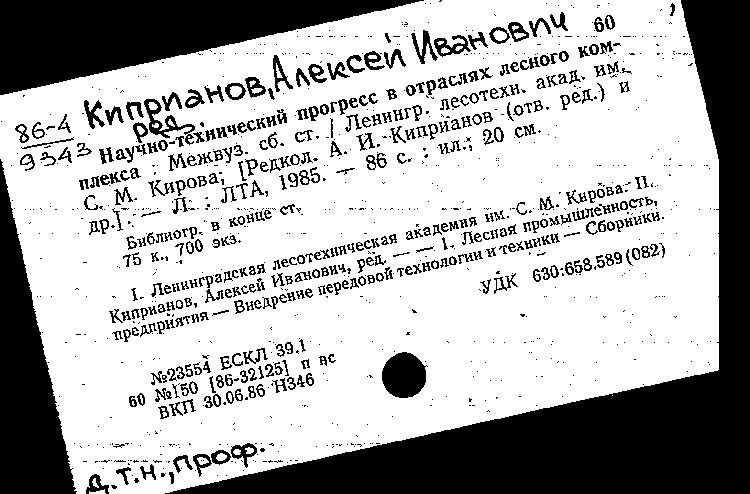 Киприанов, Алексей Иванович 60
ред.
86-4
9343
Научно-технический прогресс в отраслях лесного ком-
плекса : Межвуз. сб. ст. / Ленингр. лесотехн. акад. им.
С. М. Кирова; [Редкол. А. И. Киприанов (отв. ред.) и
др.]. — Л. : ЛТА, 1985. — 86 с. : ил.; 20 см.
Библиогр. в конце ст.
75 к., 700 экз.
I. Ленинградская лесотехническая академия им. С. М. Кирова. II.
Киприанов, Алексей Иванович, ред. — — 1. Лесная промышленность,
предприятия — Внедрение передовой технологии и техники — Сборники.
УДК 630:658.589(082)
№23554 ЕСКЛ 39.1
60 №150 [86-32125] п вс
ВКП 30.06.86 Н346
д.т.н., проф.